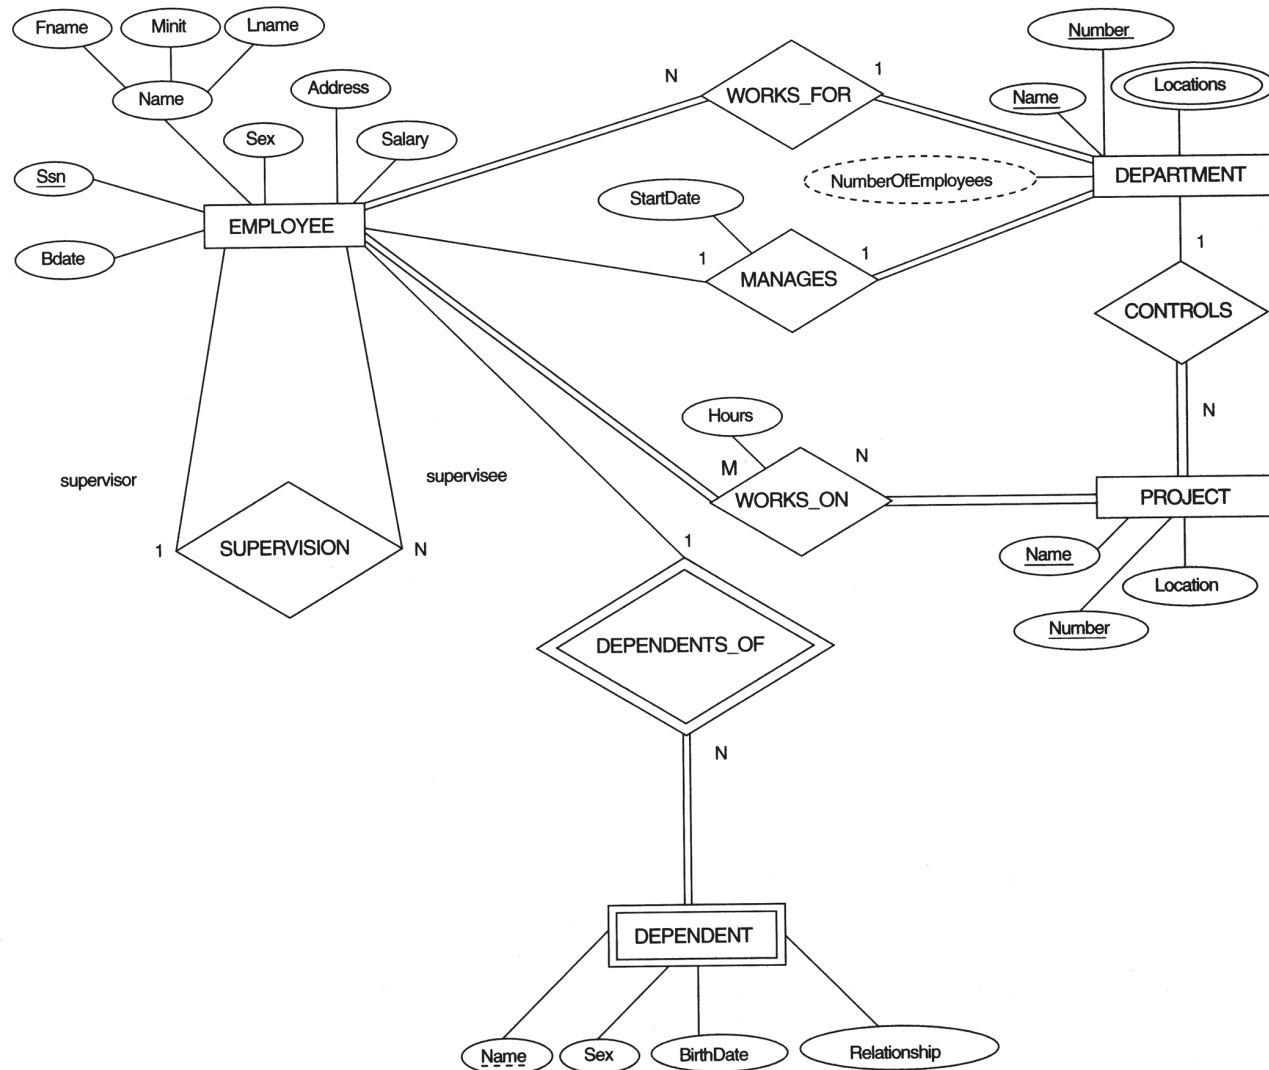 Fname
Minit
Lname
Number
Name
Address
N
1
WORKS_FOR
Name
Locations
Sex
Salary
Ssn
NumberOfEmployees
DEPARTMENT
StartDate
EMPLOYEE
Bdate
1
1
MANAGES
1
CONTROLS
Hours
N
M
N
supervisor
supervisee
WORKS_ON
PROJECT
1
SUPERVISION
N
1
Name
Location
Number
DEPENDENTS_OF
N
DEPENDENT
Name
Sex
BirthDate
Relationship